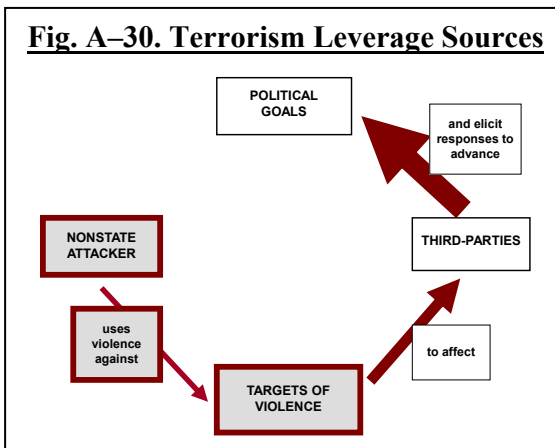 Fig. A–30. Terrorism Leverage Sources
POLITICAL
GOALS
and elicit
responses to
advance
NONSTATE
ATTACKER
THIRD-PARTIES
uses
violence
against
to affect
TARGETS OF
VIOLENCE